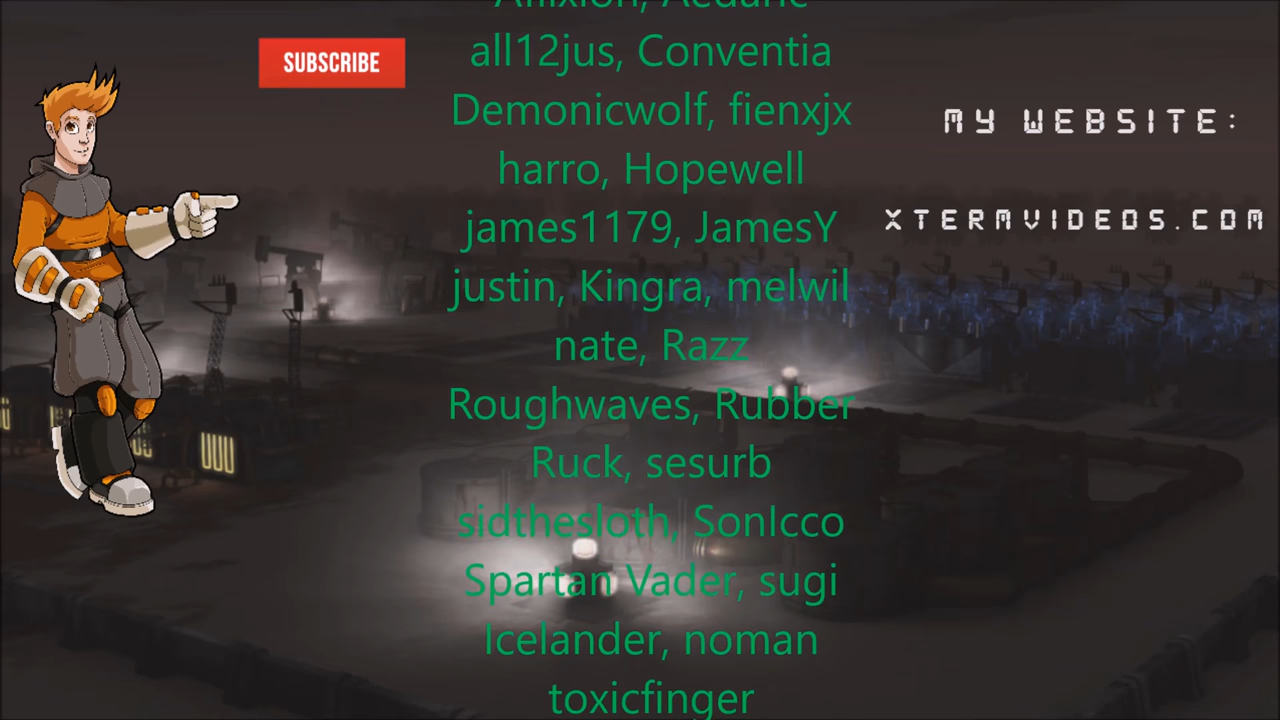 SUBSCRIBE
all12jus, Conventia
Demonicwolf, fienxjx
harro, Hopewell
james1179, JamesY
justin, Kingra, melwil
nate, Razz
Roughwaves, Rubber
Ruck, sesurb
sidthesloth, SonIcco
Spartan Vader, sugi
Icelander, noman
toxicfinger
MY WEBSITE:
XTERMVIDEOS.COM